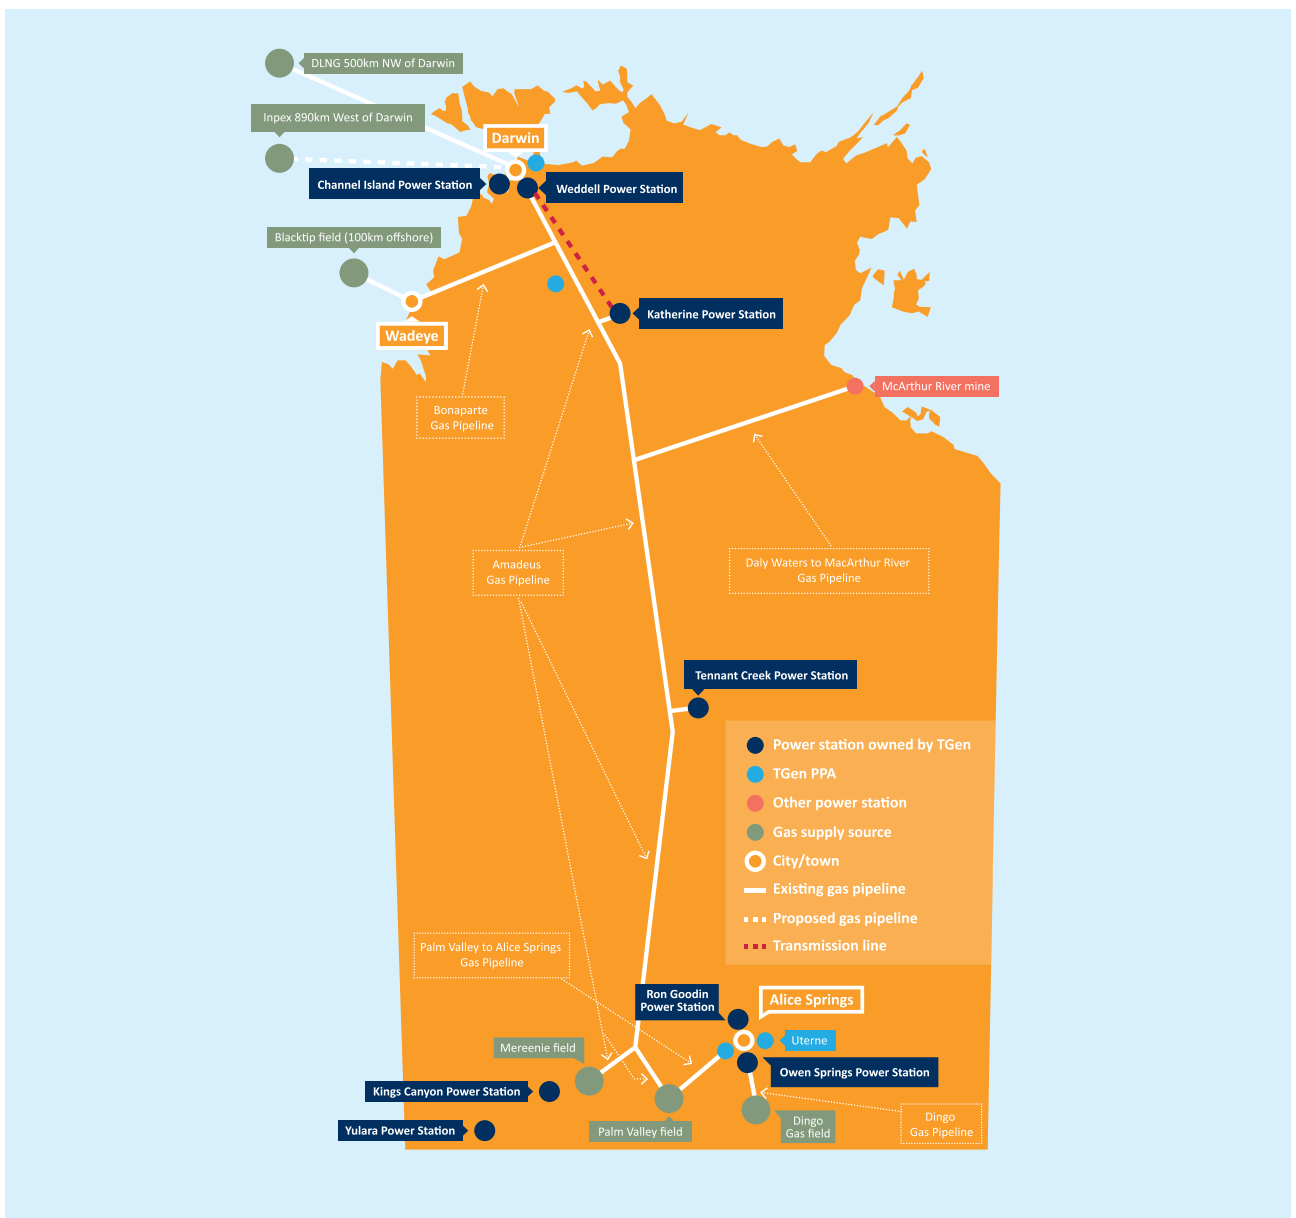 DLNG 500km NW of Darwin
Inpex 890km West of Darwin
Darwin
Channel Island Power Station
Weddell Power Station
Blacktip field (100km offshore)
Katherine Power Station
Wadeye
McArthur River mine
Bonaparte
Gas Pipeline
Amadeus
Gas Pipeline
Daly Waters to MacArthur River
Gas Pipeline
Tennant Creek Power Station
Power station owned by TGen
TGen PPA
Other power station
Gas supply source
City/town
Existing gas pipeline
Proposed gas pipeline
Transmission line
Palm Valley to Alice Springs
Gas Pipeline
Ron Goodin
Power Station
Alice Springs
Uterne
Mereenie field
Owen Springs Power Station
Kings Canyon Power Station
Yulara Power Station
Palm Valley field
Dingo
Gas field
Dingo
Gas Pipeline